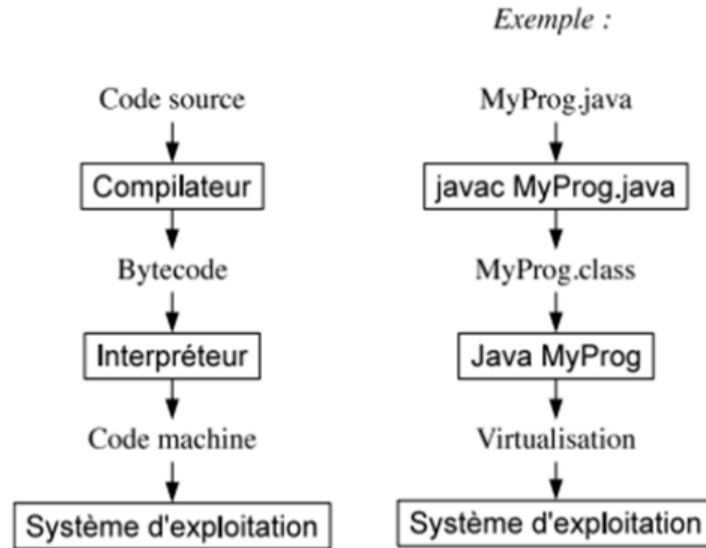 Exemple :
Code source
MyProg.java
Compilateur
javac MyProg.java
Bytecode
MyProg.class
Interpréteur
Java MyProg
Code machine
Virtualisation
Système d'exploitation
Système d'exploitation